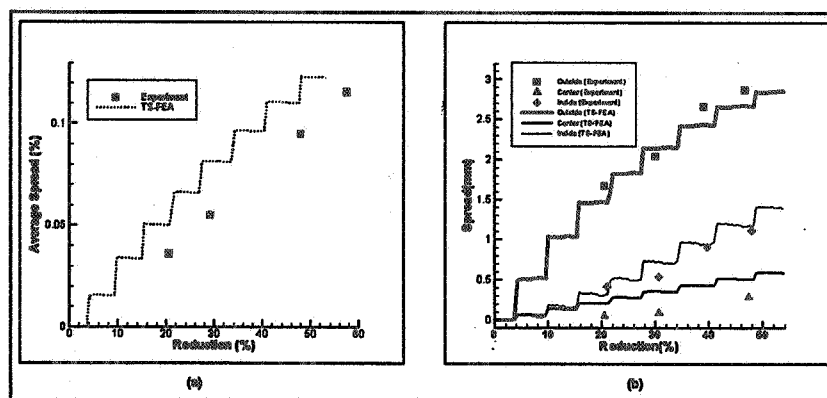 Average Spread (%)
0.1
0.05
0
Experiment
TS-FEA
0 10 20 30 40 50 60
Reduction (%)
(a)
Spread(mm)
3
2.5
2
1.5
1
0.5
0
Outside (Experiment)
Center (Experiment)
Inside (Experiment)
Outside (TS-FEA)
Center (TS-FEA)
Inside (TS-FEA)
0 10 20 30 40 50
Reduction(%)
(b)